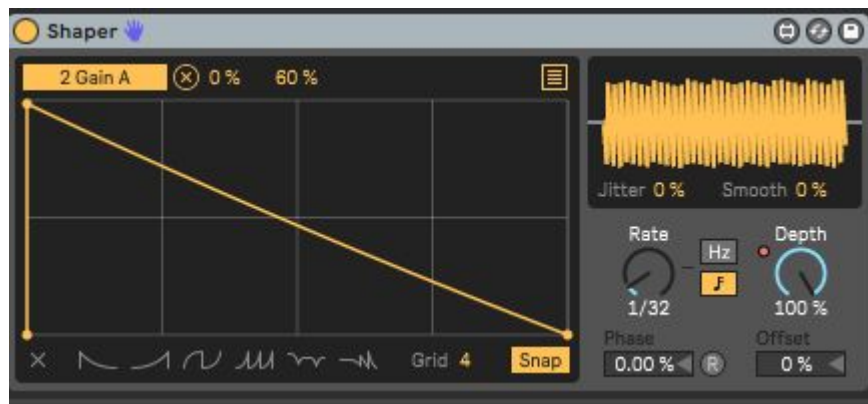 Shaper
2 Gain A 0 % 60 %
Jitter 0 % Smooth 0 %
Rate Depth
Hz
1/32 100 %
Phase Offset
0.00 % R 0 %
Grid 4 Snap